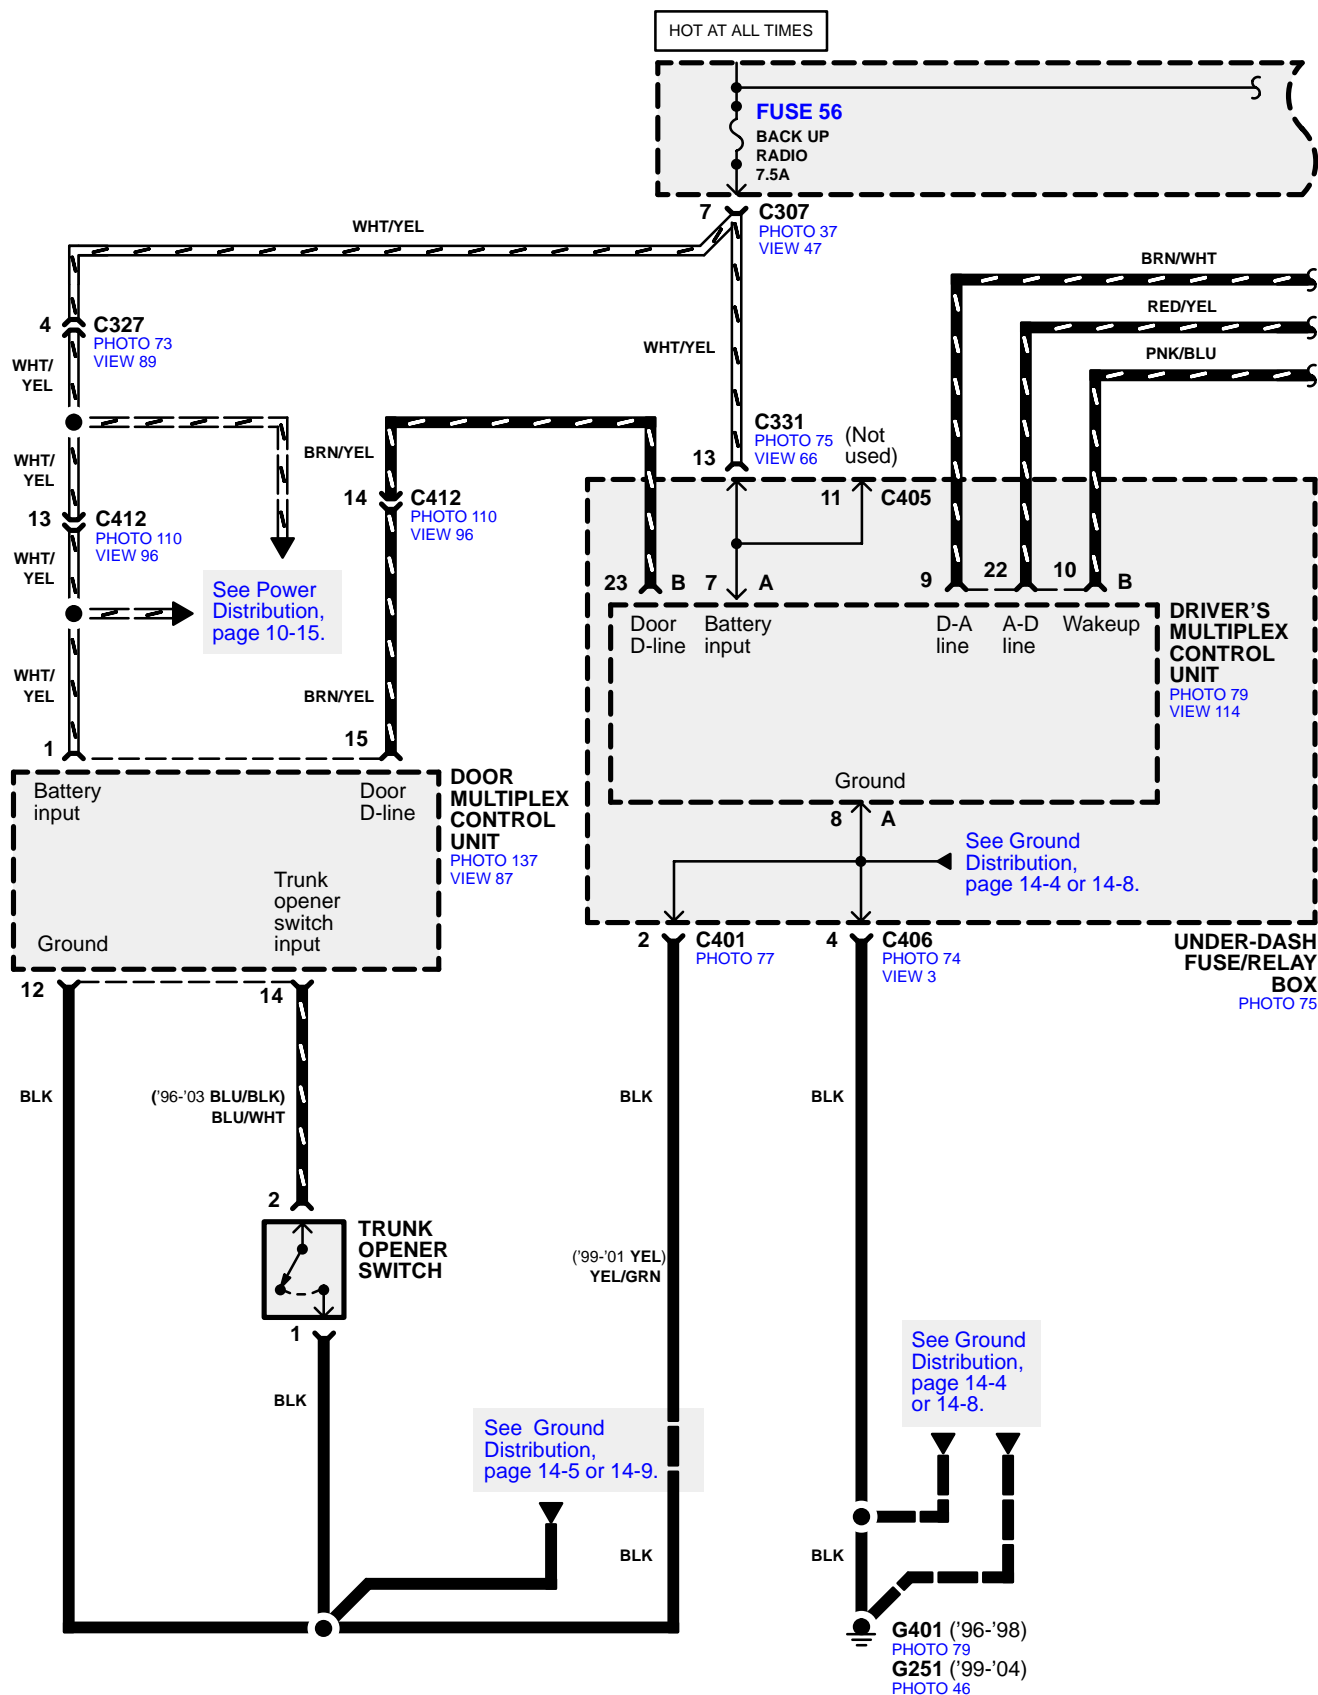 HOT AT ALL TIMES
FUSE 56
BACK UP
RADIO
7.5A
7
C307
PHOTO 37
VIEW 47
WHT/YEL
BRN/WHT
RED/YEL
PNK/BLU
4
C327
PHOTO 73
VIEW 89
WHT/
YEL
WHT/YEL
C331
PHOTO 75
VIEW 66
13
(Not
used)
11
C405
BRN/YEL
WHT/
YEL
14
C412
PHOTO 110
VIEW 96
13
C412
PHOTO 110
VIEW 96
WHT/
YEL
See Power
Distribution,
page 10-15.
23
B
7
A
9
22
10
B
Door
D-line
Battery
input
D-A
line
A-D
line
Wakeup
DRIVER'S
MULTIPLEX
CONTROL
UNIT
PHOTO 79
VIEW 114
WHT/
YEL
BRN/YEL
1
15
Battery
input
Door
D-line
DOOR
MULTIPLEX
CONTROL
UNIT
PHOTO 137
VIEW 87
Ground
8
A
See Ground
Distribution,
page 14-4 or 14-8.
Trunk
opener
switch
input
Ground
2
C401
PHOTO 77
4
C406
PHOTO 74
VIEW 3
UNDER-DASH
FUSE/RELAY
BOX
PHOTO 75
12
14
BLK
('96-'03 BLU/BLK)
BLU/WHT
BLK
BLK
2
TRUNK
OPENER
SWITCH
('99-'01 YEL)
YEL/GRN
1
BLK
See Ground
Distribution,
page 14-4
or 14-8.
See  Ground
Distribution,
page 14-5 or 14-9.
BLK
BLK
G401 ('96-'98)
PHOTO 79
G251 ('99-'04)
PHOTO 46